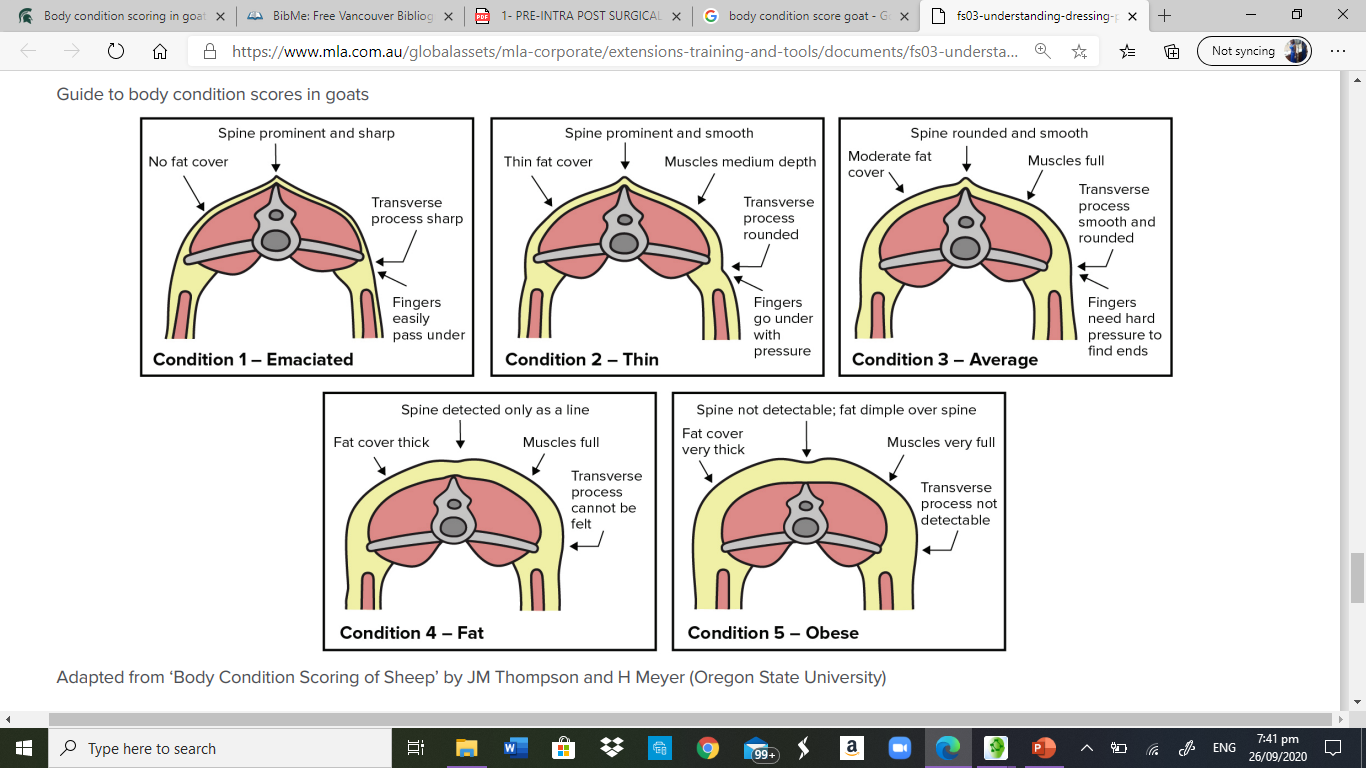 Body condition scoring in goat
BibMe: Free Vancouver Bibliog
1- PRE-INTRA POST SURGICAL
body condition score goat - G
fs03-understanding-dressing-p
https://www.mla.com.au/globalassets/mla-corporate/extensions-training-and-tools/documents/fs03-understa...
Not syncing
Guide to body condition scores in goats
Spine prominent and sharp
No fat cover
Transverse
process sharp
Fingers
easily
pass under
Condition 1 – Emaciated
Spine prominent and smooth
Thin fat cover
Muscles medium depth
Transverse
process
rounded
Fingers
go under
with
pressure
Condition 2 – Thin
Spine rounded and smooth
Moderate fat
cover
Muscles full
Transverse
process
smooth and
rounded
Fingers
need hard
pressure to
find ends
Condition 3 – Average
Spine detected only as a line
Fat cover thick
Muscles full
Transverse
process
cannot be
felt
Condition 4 – Fat
Spine not detectable; fat dimple over spine
Fat cover
very thick
Muscles very full
Transverse
process not
detectable
Condition 5 – Obese
Adapted from ‘Body Condition Scoring of Sheep’ by JM Thompson and H Meyer (Oregon State University)
Type here to search
99+
ENG
7:41 pm
26/09/2020